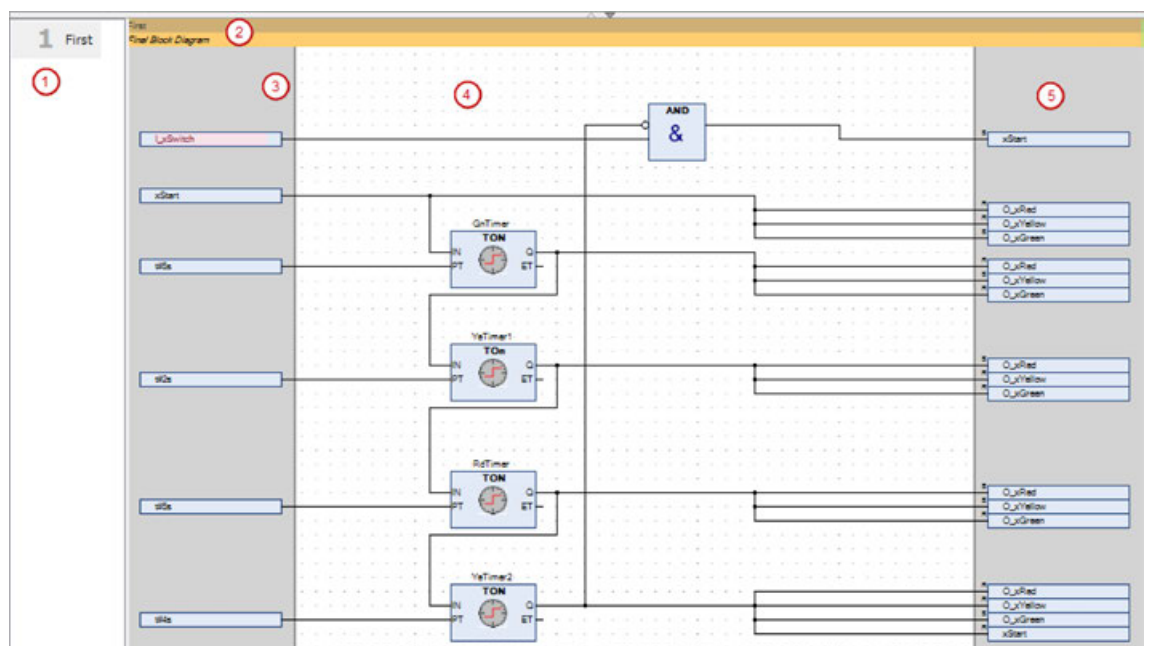 1 First
First
Final Block Diagram
1
2
3
4
5
AND
&
I_xSwitch
xStart
S
xStart
R
O_xRed
O_xYellow
S
O_xGreen
GnTimer
TON
IN Q
PT ET
t#5s
O_xRed
O_xYellow
O_xGreen
YeTimer1
TOn
IN Q
PT ET
t#2s
O_xRed
O_xYellow
O_xGreen
RdTimer
TON
IN Q
PT ET
t#5s
O_xRed
O_xYellow
O_xGreen
YeTimer2
TON
IN Q
PT ET
t#4s
O_xRed
O_xYellow
O_xGreen
xStart